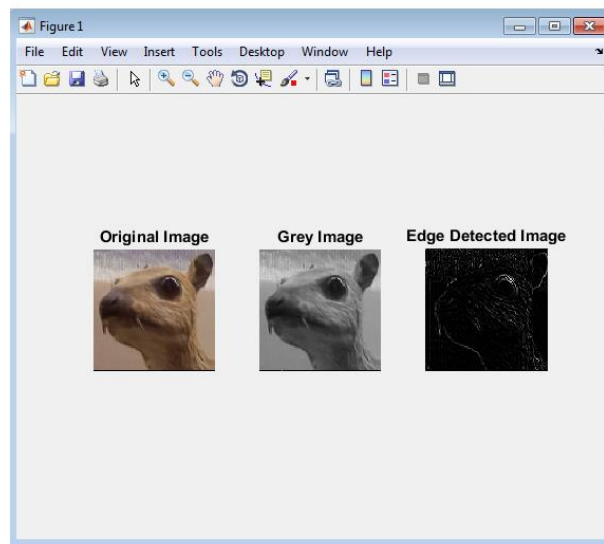 Figure 1
File Edit View Insert Tools Desktop Window Help
Original Image Grey Image Edge Detected Image